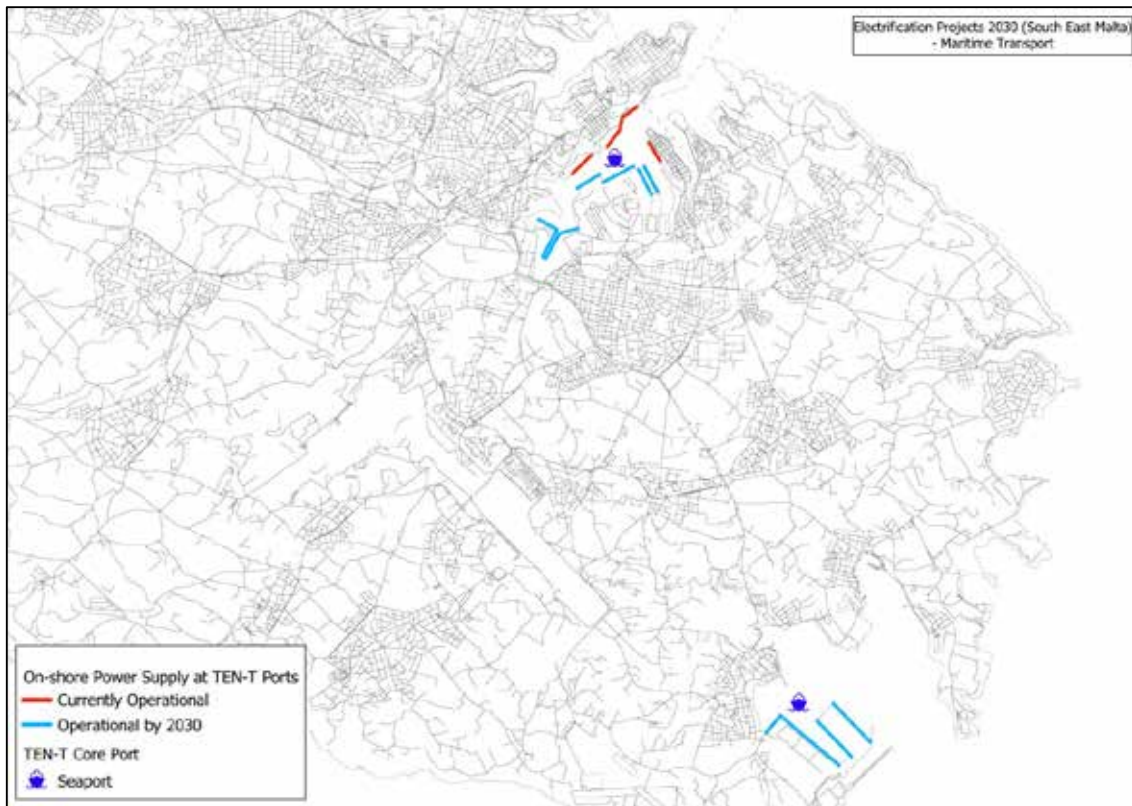 Electrification Projects 2030 (South East Malta)
- Maritime Transport
On-shore Power Supply at TEN-T Ports
Currently Operational
Operational by 2030
TEN-T Core Port
Seaport